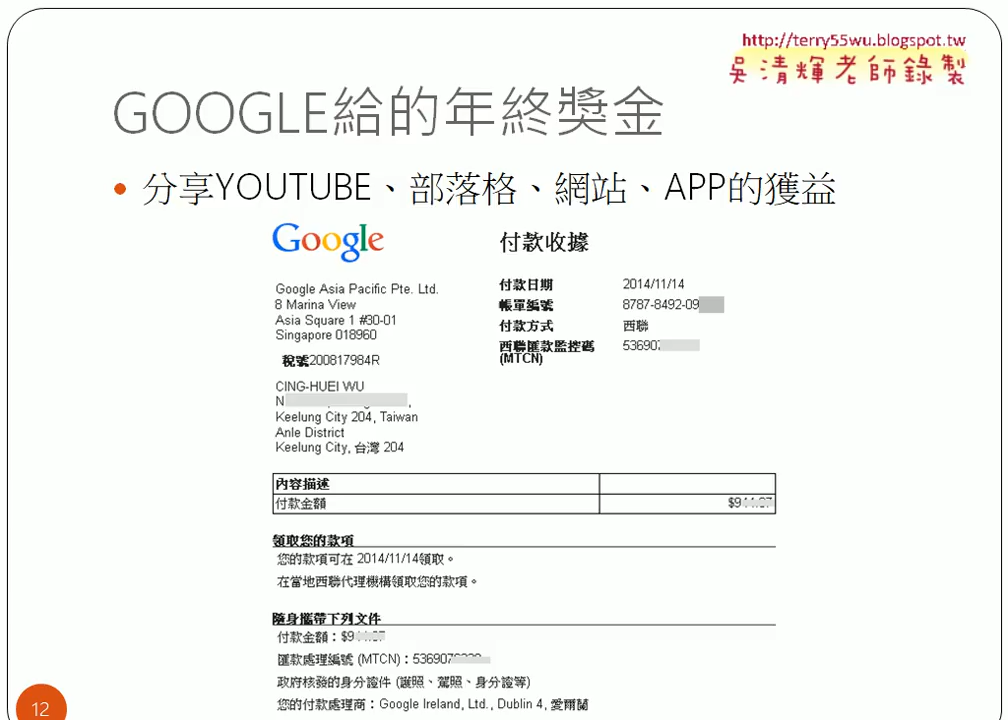 http://terry55wu.blogspot.tw
吳清輝老師錄製
GOOGLE給的年終獎金
• 分享YOUTUBE、部落格、網站、APP的獲益
Google
付款收據
Google Asia Pacific Pte. Ltd.
8 Marina View
Asia Square 1 #30-01
Singapore 018960
稅號200817984R
付款日期 2014/11/14
帳單編號 8787-8492-09
付款方式 西聯
西聯匯款監控碼 53690
(MTCN)
CING-HUEI WU
N
Keelung City 204, Taiwan
Anle District
Keelung City, 台灣 204
內容描述
付款金額 $9
領取您的款項
您的款項可在 2014/11/14領取。
在當地西聯代理機構領取您的款項。
隨身攜帶下列文件
付款金額：$9
匯款處理編號 (MTCN)：536907
政府核發的身分證件 (護照、駕照、身分證等)
您的付款處理商：Google Ireland, Ltd., Dublin 4, 愛爾蘭
12